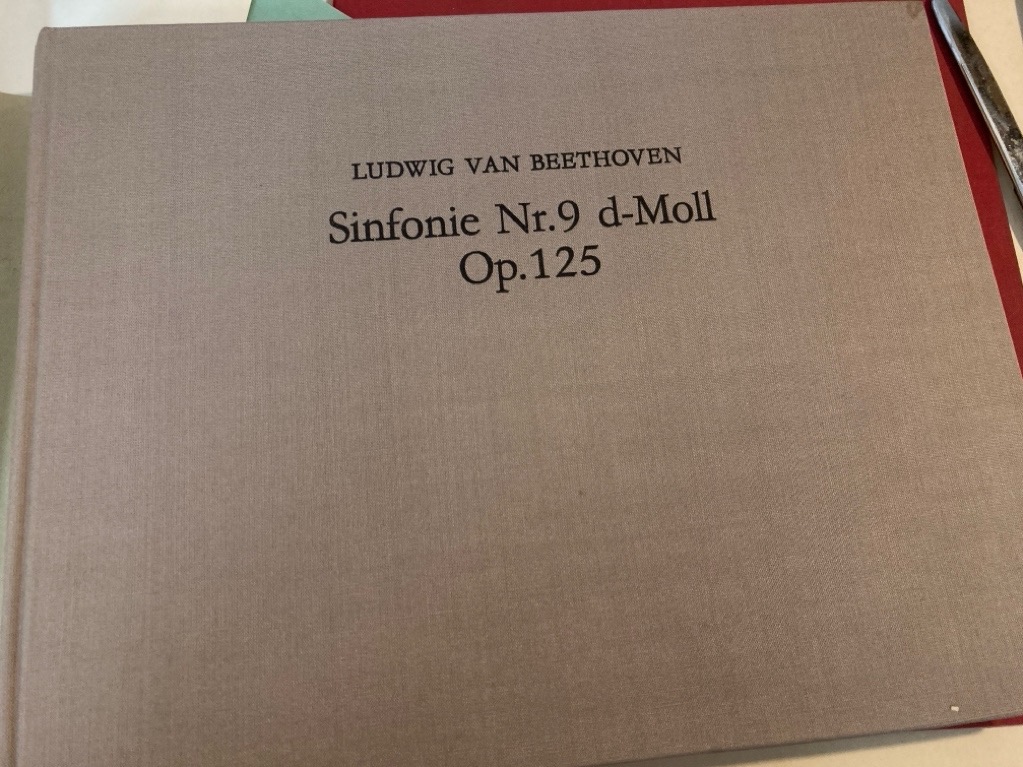 LUDWIG VAN BEETHOVEN
Sinfonie Nr.9 d-Moll
Op.125